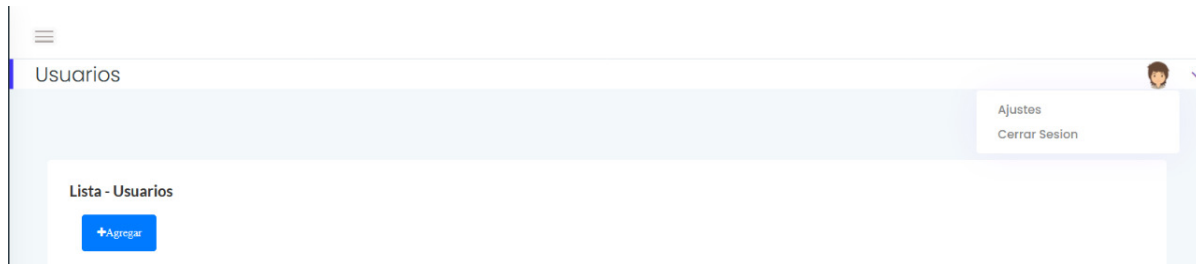 Usuarios
Ajustes
Cerrar Sesion
Lista - Usuarios
+Agregar